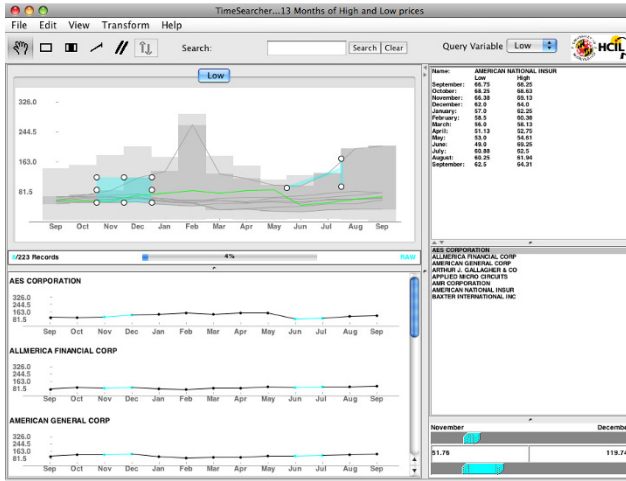 TimeSearcher...13 Months of High and Low prices
File Edit View Transform Help
Search: Search Clear Query Variable Low HCIL
Low
326.0
244.5
163.0
81.5
Sep Oct Nov Dec Jan Feb Mar Apr May Jun Jul Aug Sep
/223 Records 4% RAW
AES CORPORATION
326.0
244.5
163.0
81.5
Sep Oct Nov Dec Jan Feb Mar Apr May Jun Jul Aug Sep
ALLMERICA FINANCIAL CORP
326.0
244.5
163.0
81.5
Sep Oct Nov Dec Jan Feb Mar Apr May Jun Jul Aug Sep
AMERICAN GENERAL CORP
326.0
244.5
163.0
81.5
Sep Oct Nov Dec Jan Feb Mar Apr May Jun Jul Aug Sep
Name: AMERICAN NATIONAL INSUR
Low High
September: 66.75 68.25
October: 68.25 68.63
November: 66.38 69.13
December: 62.0 64.0
January: 57.0 62.25
February: 58.5 60.38
March: 56.0 58.13
April: 51.13 52.75
May: 53.0 54.61
June: 49.0 69.25
July: 60.88 62.5
August: 60.25 61.94
September: 62.5 64.31
AES CORPORATION
ALLMERICA FINANCIAL CORP
AMERICAN GENERAL CORP
ARTHUR J. GALLAGHER & CO
APPLIED MICRO CIRCUITS
AMR CORPORATION
AMERICAN NATIONAL INSUR
BAXTER INTERNATIONAL INC
November Decembe
51.76 119.74